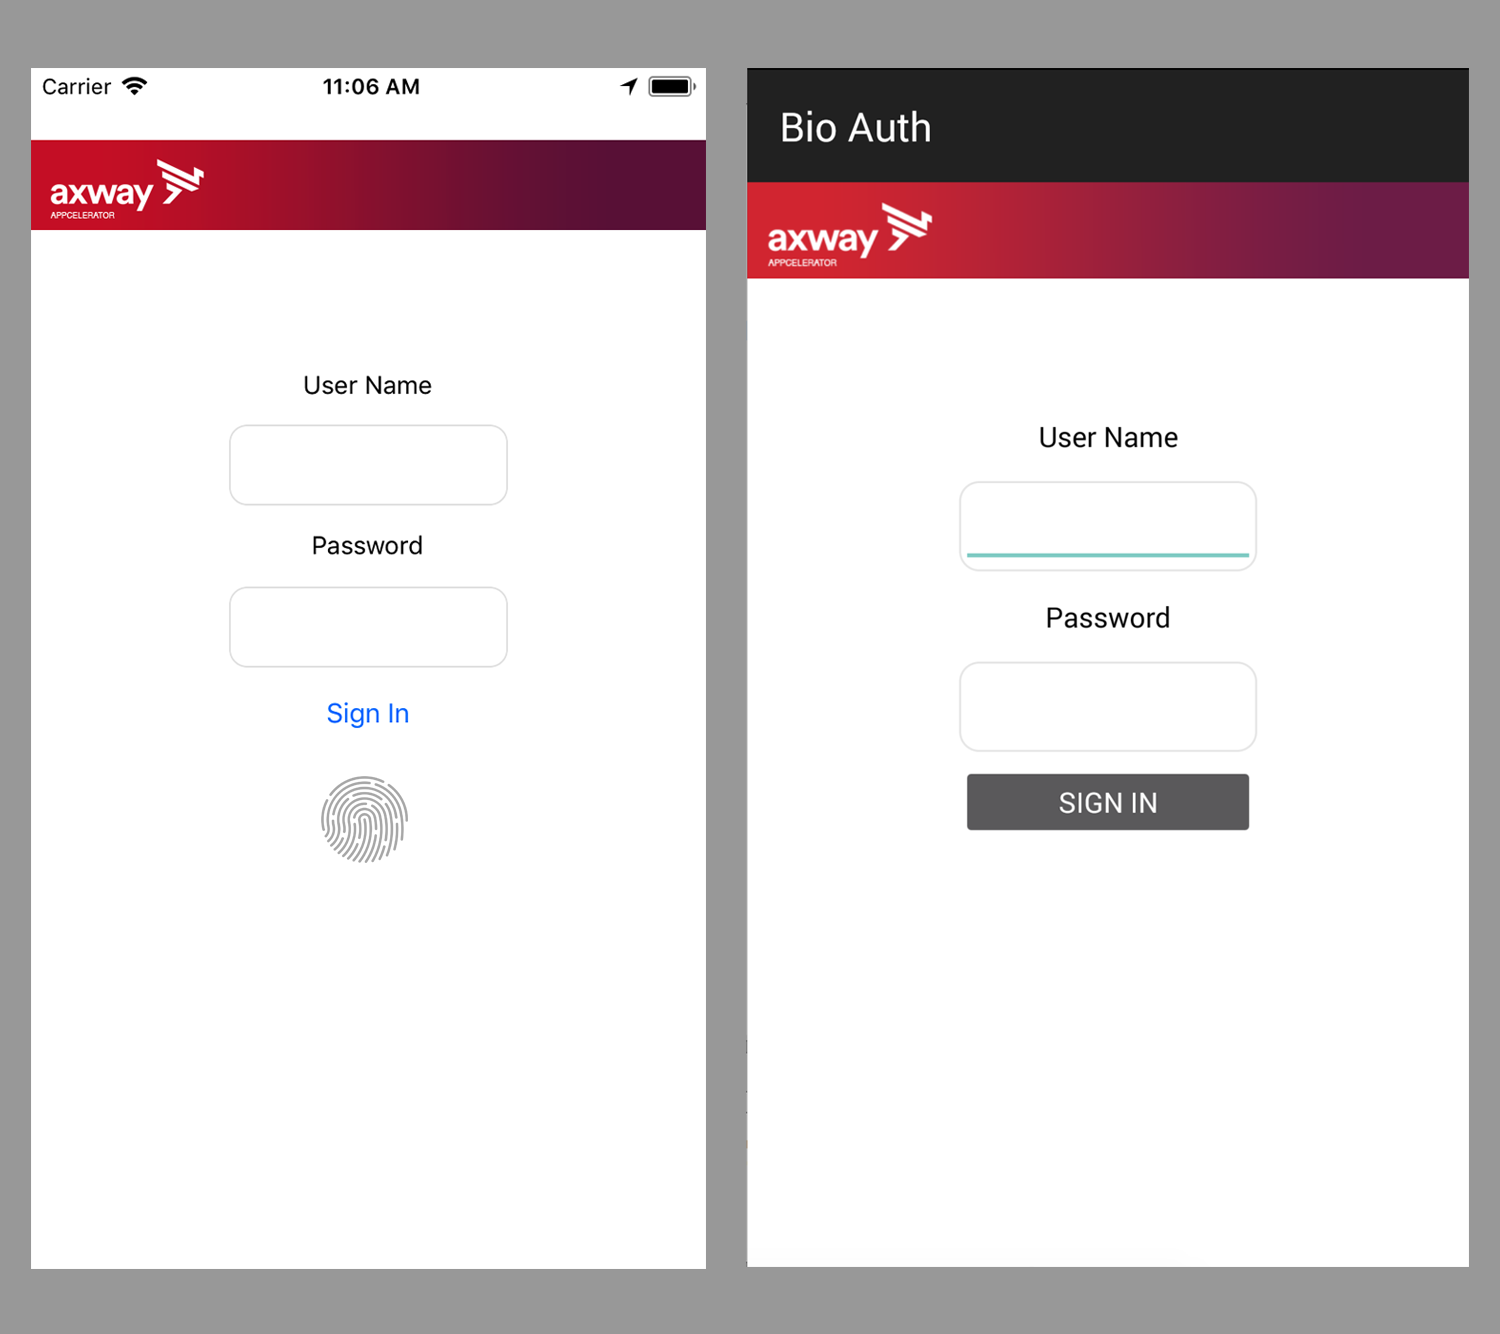 Carrier 11:06 AM
axway
APPCELERATOR
User Name
Password
Sign In
Bio Auth
axway
APPCELERATOR
User Name
Password
SIGN IN